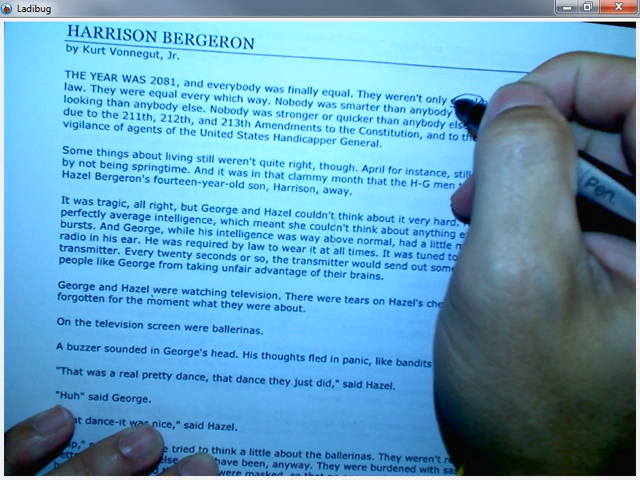 Ladibug
HARRISON BERGERON
by Kurt Vonnegut, Jr.
THE YEAR WAS 2081, and everybody was finally equal. They weren't only
law. They were equal every which way. Nobody was smarter than anybody
looking than anybody else. Nobody was stronger or quicker than anybody else
due to the 211th, 212th, and 213th Amendments to the Constitution, and to the
vigilance of agents of the United States Handicapper General.
Some things about living still weren't quite right, though. April for instance, still
by not being springtime. And it was in that clammy month that the H-G men
Hazel Bergeron's fourteen-year-old son, Harrison, away.
It was tragic, all right, but George and Hazel couldn't think about it very hard.
perfectly average intelligence, which meant she couldn't think about anything
bursts. And George, while his intelligence was way above normal, had a little
radio in his ear. He was required by law to wear it at all times. It was tuned to
transmitter. Every twenty seconds or so, the transmitter would send out some
people like George from taking unfair advantage of their brains.
George and Hazel were watching television. There were tears on Hazel's
forgotten for the moment what they were about.
On the television screen were ballerinas.
A buzzer sounded in George's head. His thoughts fled in panic, like bandits
"That was a real pretty dance, that dance they just did," said Hazel.
"Huh" said George.
dance-it was nice," said Hazel.
tried to think a little about the ballerinas. They weren't
have been, anyway. They were burdened with
were masked, so that no
Pen